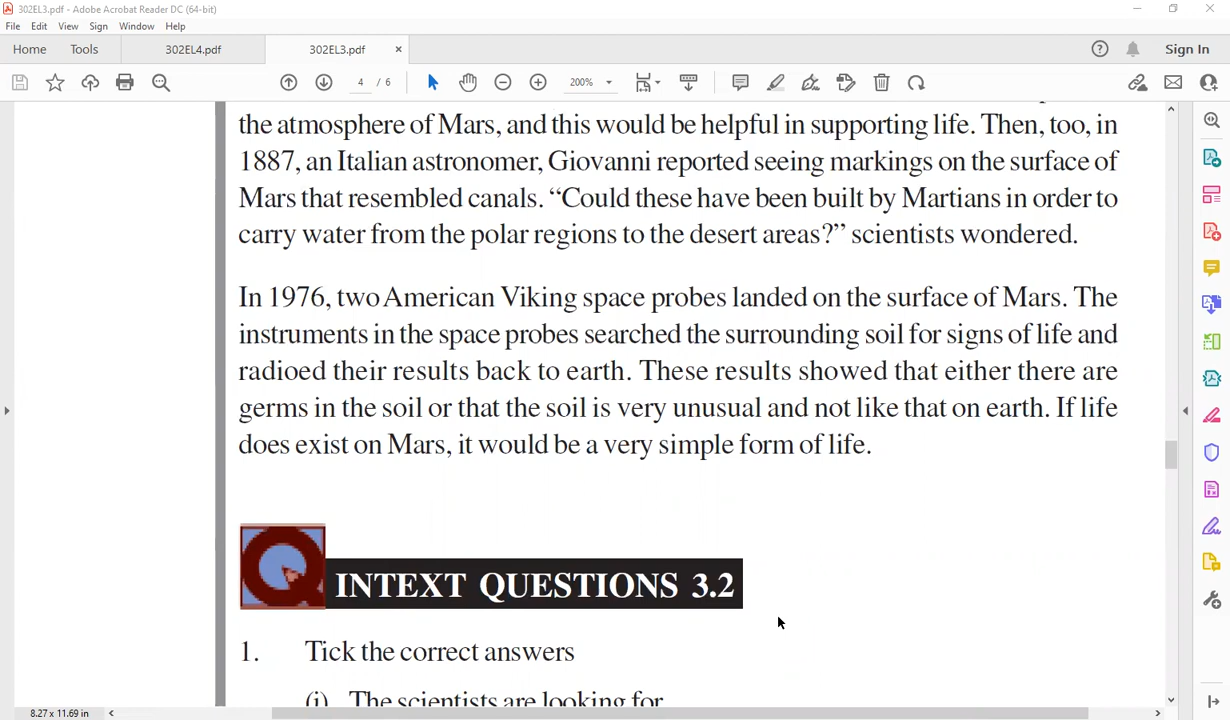 302EL3.pdf - Adobe Acrobat Reader DC (64-bit)
File Edit View Sign Window Help
Home Tools 302EL4.pdf 302EL3.pdf × Sign In
4 / 6 200%
the atmosphere of Mars, and this would be helpful in supporting life. Then, too, in
1887, an Italian astronomer, Giovanni reported seeing markings on the surface of
Mars that resembled canals. “Could these have been built by Martians in order to
carry water from the polar regions to the desert areas?” scientists wondered.
In 1976, two American Viking space probes landed on the surface of Mars. The
instruments in the space probes searched the surrounding soil for signs of life and
radioed their results back to earth. These results showed that either there are
germs in the soil or that the soil is very unusual and not like that on earth. If life
does exist on Mars, it would be a very simple form of life.
Q
INTEXT QUESTIONS 3.2
1. Tick the correct answers
(i) The scientists are looking for
8.27 x 11.69 in